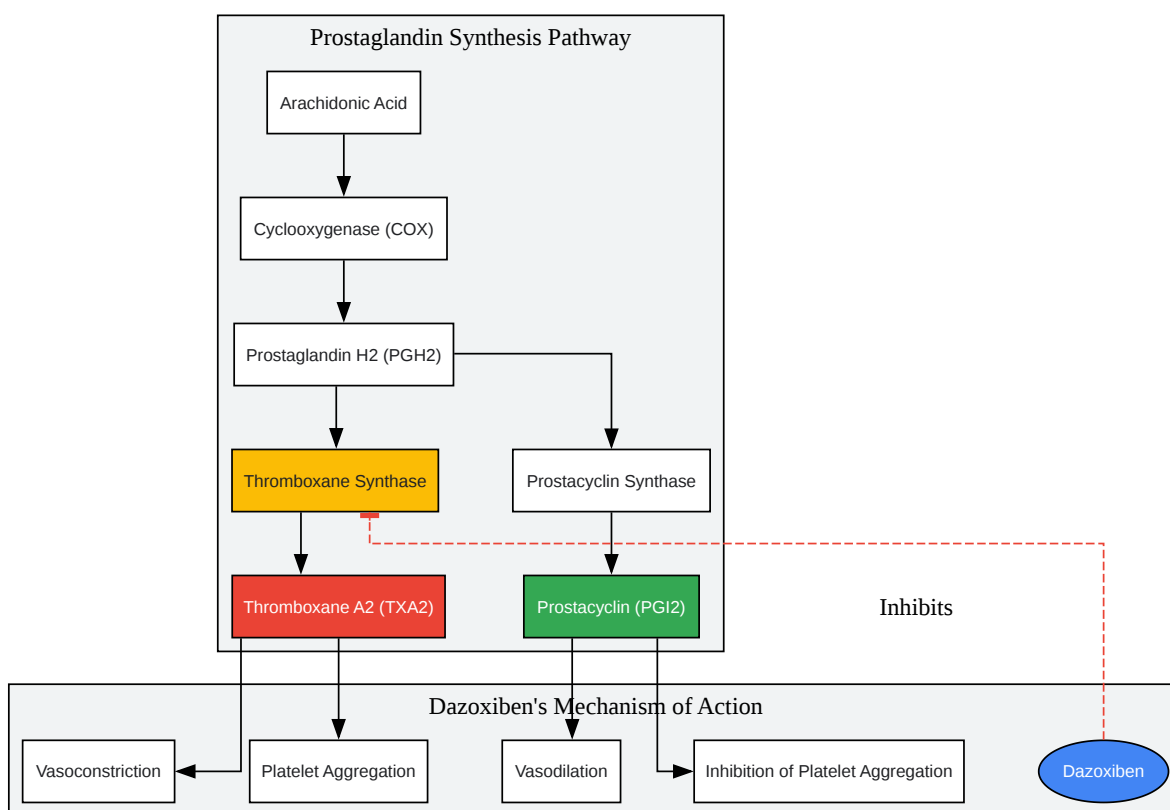 Prostaglandin Synthesis Pathway
Arachidonic Acid
Cyclooxygenase (COX)
Prostaglandin H2 (PGH2)
Thromboxane Synthase
Prostacyclin Synthase
Thromboxane A2 (TXA2)
Prostacyclin (PGI2)
Inhibits
Dazoxiben's Mechanism of Action
Vasoconstriction
Platelet Aggregation
Vasodilation
Inhibition of Platelet Aggregation
Dazoxiben